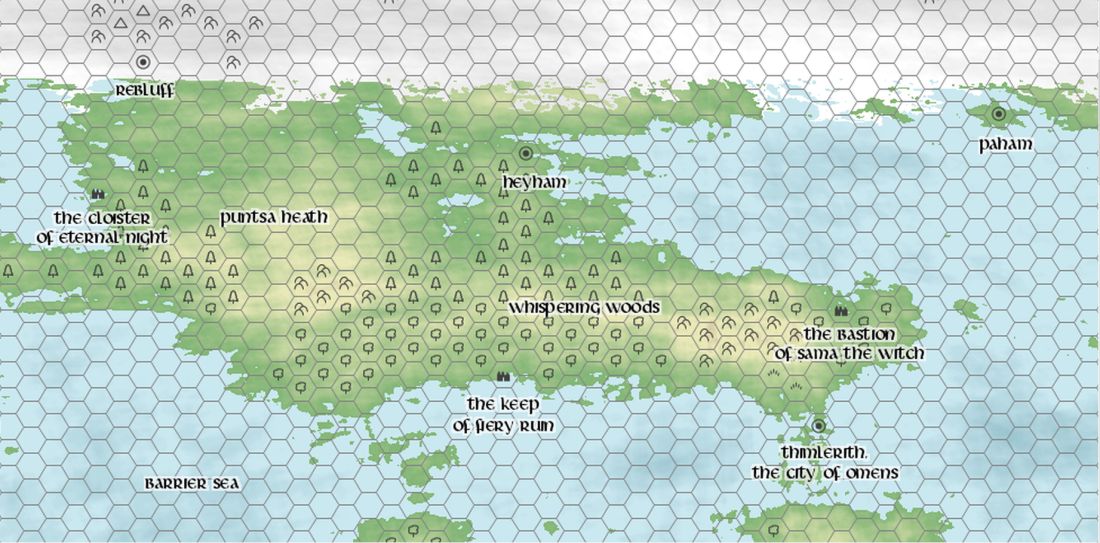 Rebluff
Paham
Heyham
The Cloister
of Eternal Night
Puntsa Heath
Whispering Woods
The Bastion
of Sama the Witch
The Keep
of Fiery Ruin
Thimlerith,
the City of Omens
Barrier Sea